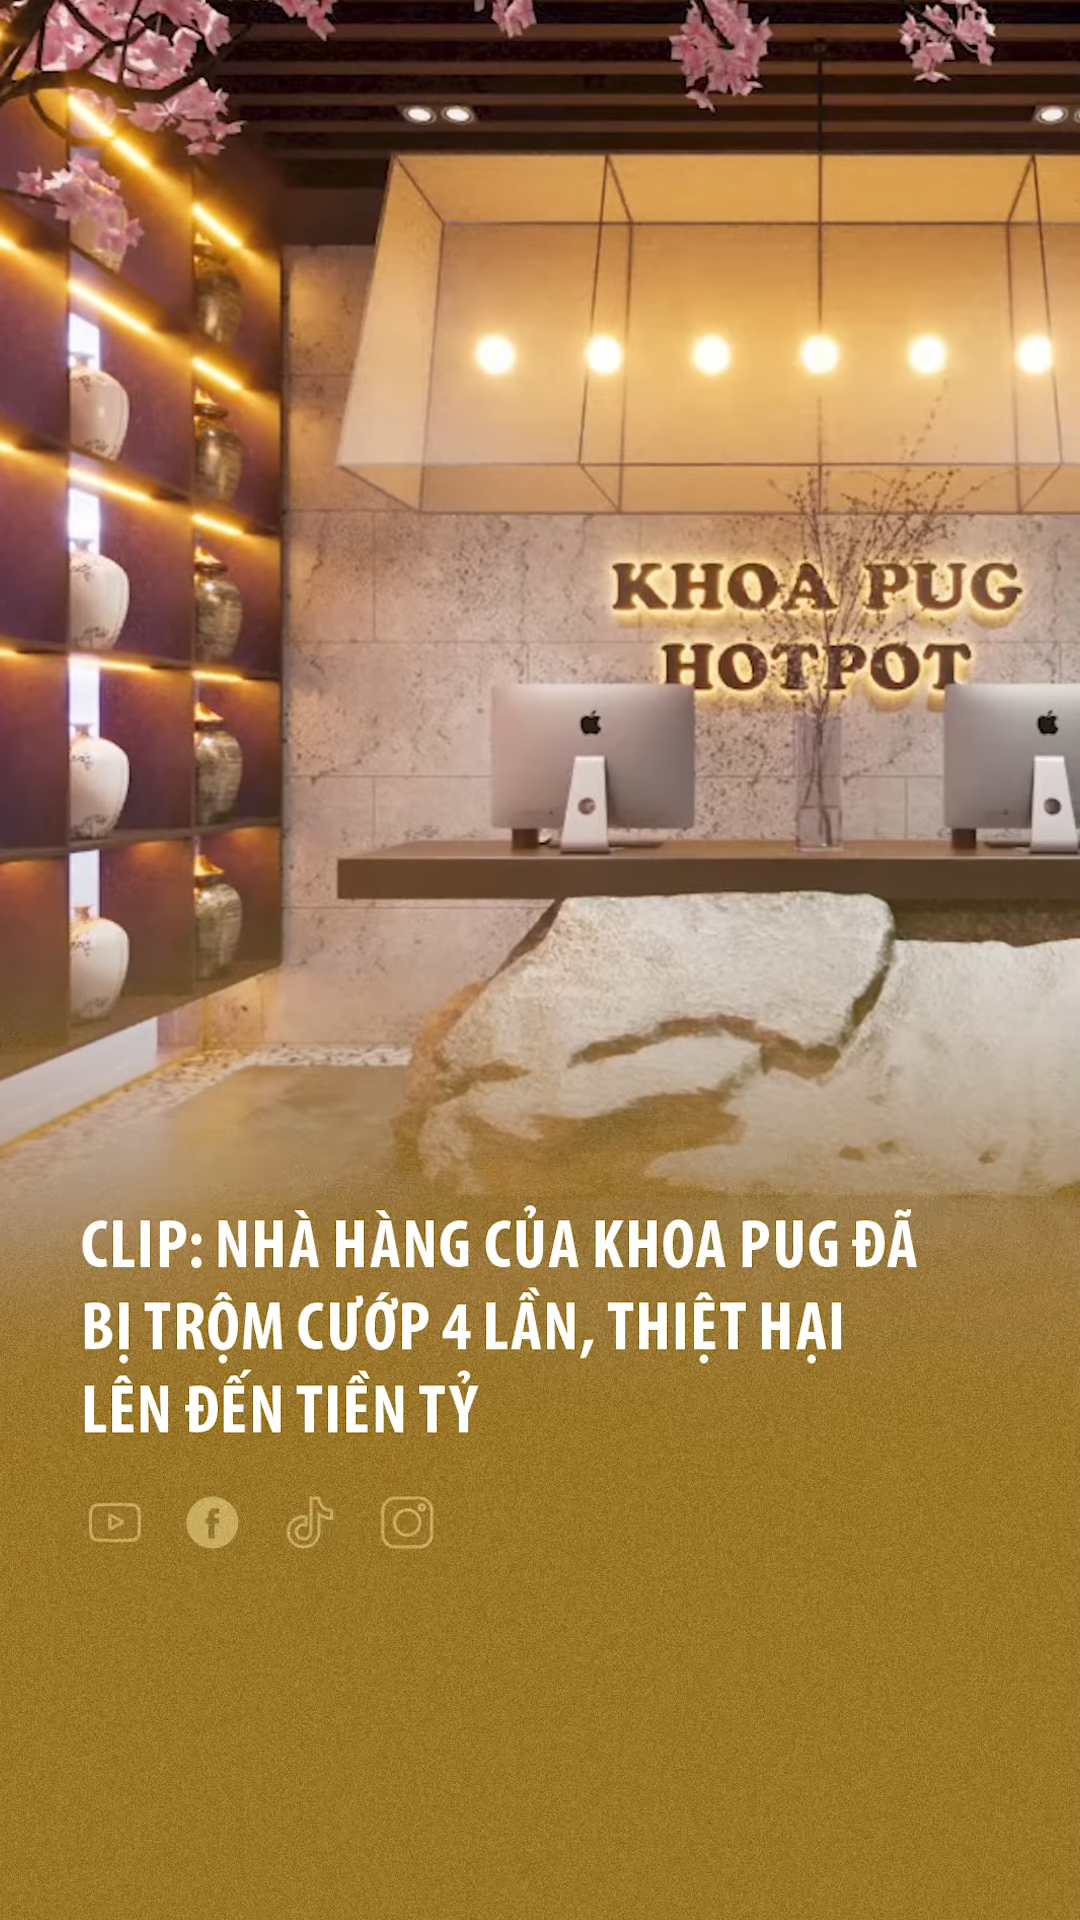 KHOA PUG
HOTPOT
CLIP: NHÀ HÀNG CỦA KHOA PUG ĐÃ
BỊ TRỘM CƯỚP 4 LẦN, THIỆT HẠI
LÊN ĐẾN TIỀN TỶ